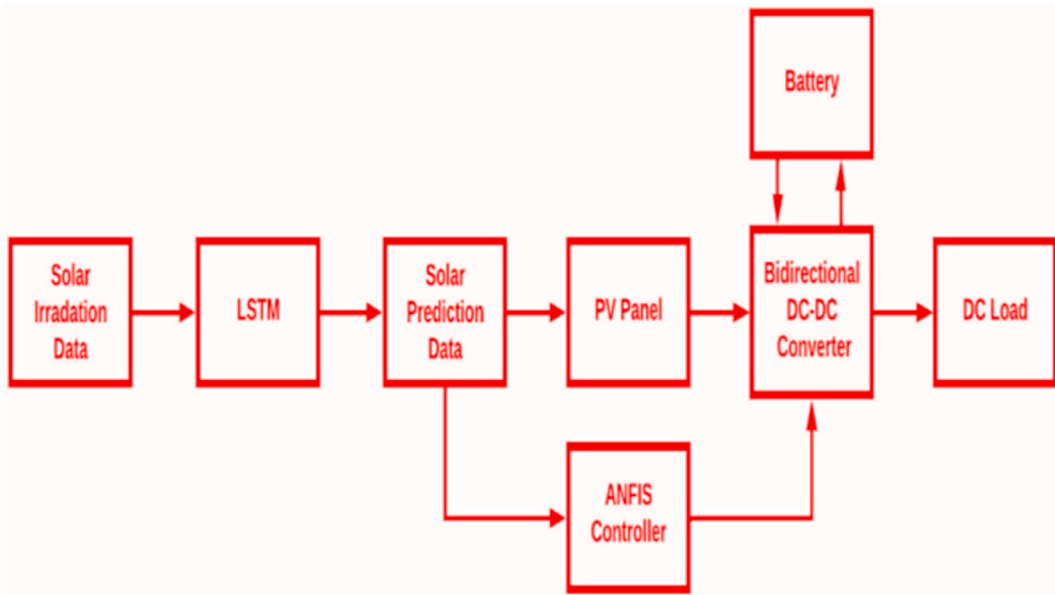 Battery
Solar
Irradation
Data
LSTM
Solar
Prediction
Data
PV Panel
Bidirectional
DC-DC
Converter
DC Load
ANFIS
Controller